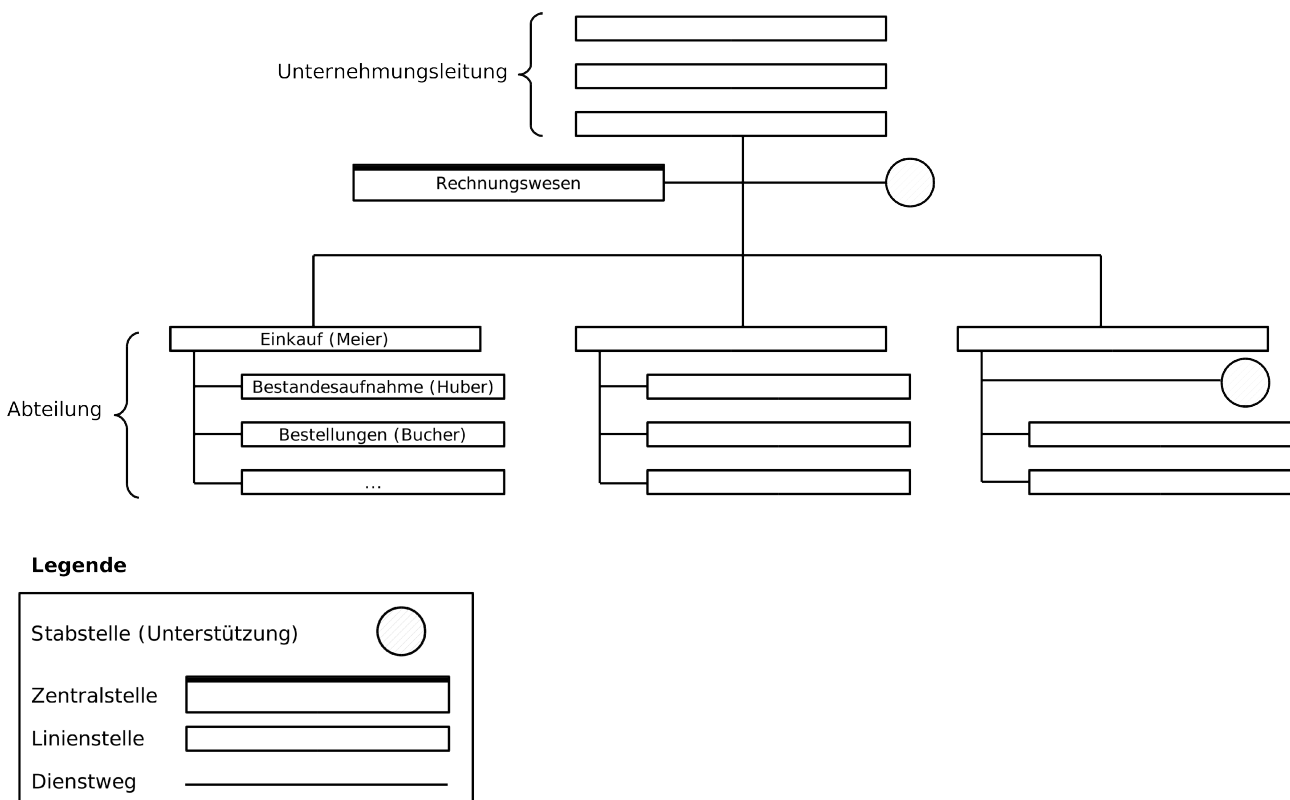 Unternehmungsleitung
Rechnungswesen
Einkauf (Meier)
Bestandesaufnahme (Huber)
Abteilung
Bestellungen (Bucher)
...
Legende
Stabstelle (Unterstützung)
Zentralstelle
Linienstelle
Dienstweg